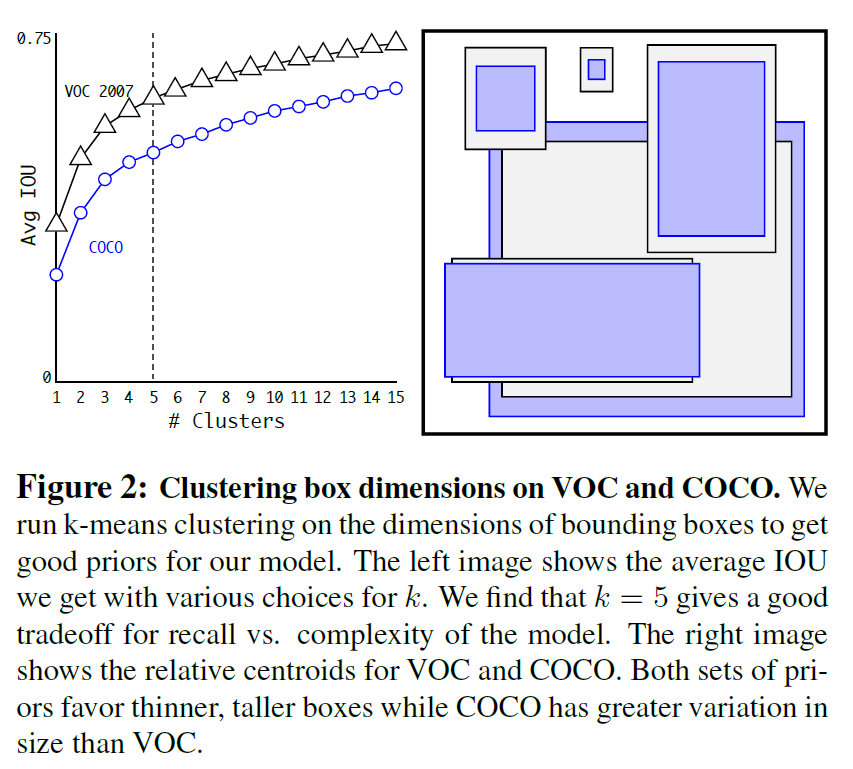 0.75
VOC 2007
Avg IOU
COCO
0
1 2 3 4 5 6 7 8 9 10 11 12 13 14 15
# Clusters
Figure 2: Clustering box dimensions on VOC and COCO. We
run k-means clustering on the dimensions of bounding boxes to get
good priors for our model. The left image shows the average IOU
we get with various choices for k. We find that k = 5 gives a good
tradeoff for recall vs. complexity of the model. The right image
shows the relative centroids for VOC and COCO. Both sets of pri-
ors favor thinner, taller boxes while COCO has greater variation in
size than VOC.